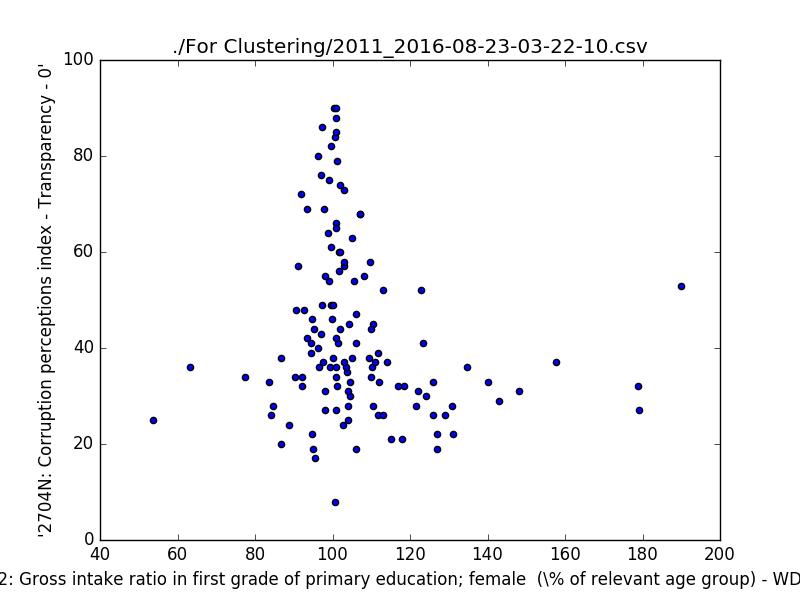 ./For Clustering/2011_2016-08-23-03-22-10.csv
100
80
60
40
20
0
'2704N: Corruption perceptions index - Transparency - 0'
40 60 80 100 120 140 160 180 200
2: Gross intake ratio in first grade of primary education; female (\% of relevant age group) - WD